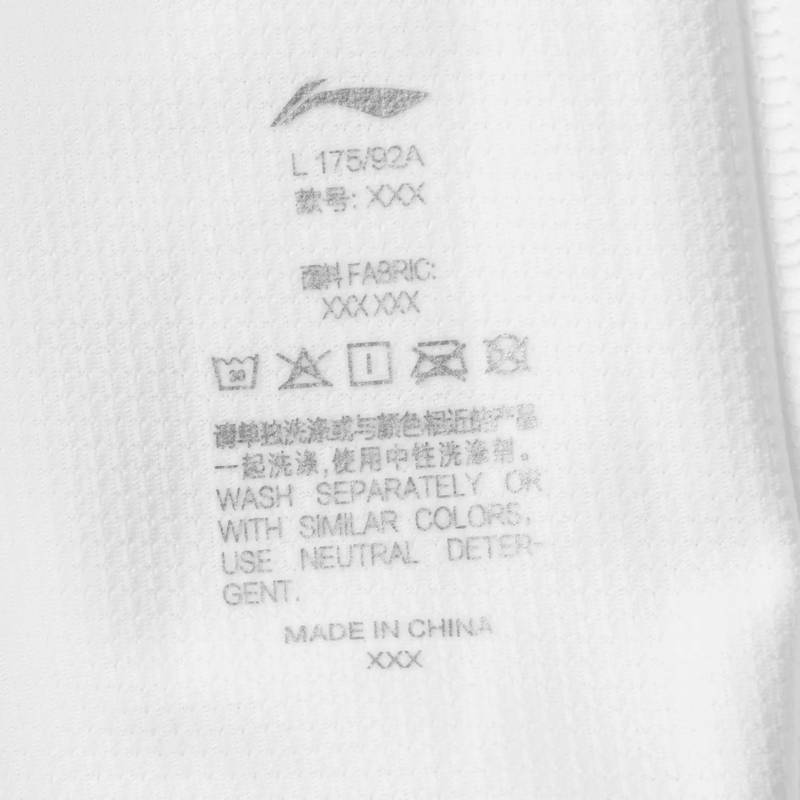 L 175/92A
款号: XXX
面料 FABRIC:
XXX XXX
30
请单独洗涤或与颜色相近的产品
一起洗涤,使用中性洗涤剂。
WASH SEPARATELY OR
WITH SIMILAR COLORS,
USE NEUTRAL DETER-
GENT.
MADE IN CHINA
XXX